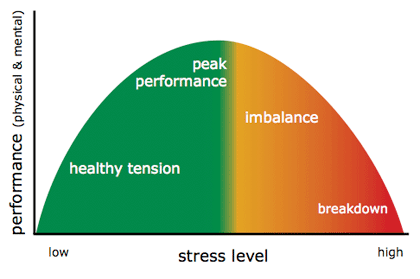 performance (physical & mental)
peak
performance
imbalance
healthy tension
breakdown
low
high
stress level